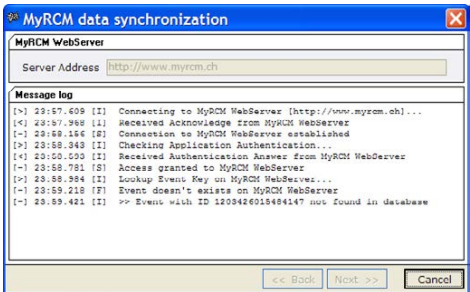 MyRCM data synchronization
MyRCM WebServer
Server Address http://www.myrcm.ch
Message log
[>] 23:57.609 [I] Connecting to MyRCM WebServer [http://www.myrcm.ch]...
[<] 23:57.968 [I] Received Acknowledge from MyRCM WebServer
[-] 23:58.156 [S] Connection to MyRCM WebServer established
[>] 23:58.343 [I] Checking Application Authentication...
[<] 23:58.593 [I] Received Authentication Answer from MyRCM WebServer
[-] 23:58.781 [S] Access granted to MyRCM WebServer
[>] 23:58.984 [I] Lookup Event Key on MyRCM WebServer...
[-] 23:59.218 [F] Event doesn't exists on MyRCM WebServer
[-] 23:59.421 [I] >> Event with ID 1203426015484147 not found in database
<< Back Next >> Cancel